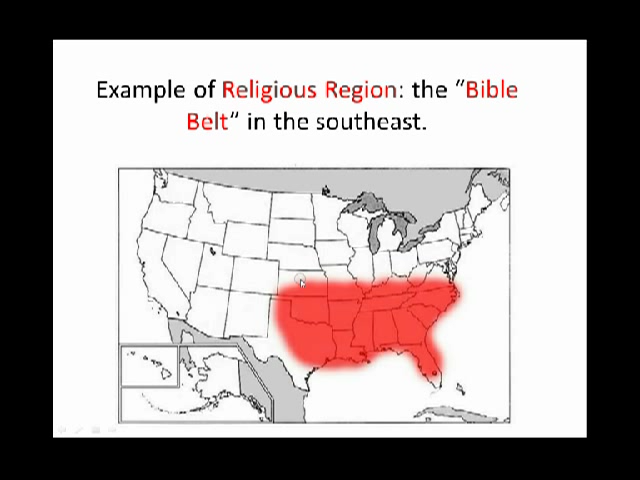 Example of Religious Region: the “Bible
Belt” in the southeast.